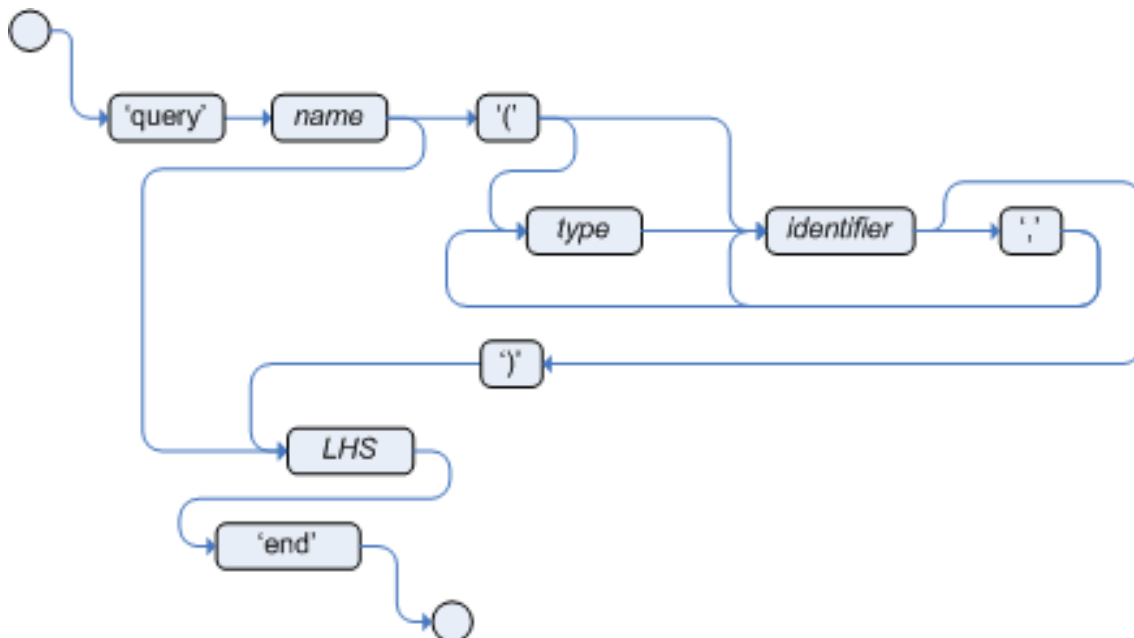 ‘query’
name
'('
type
identifier
‘,’
‘)’
LHS
‘end’